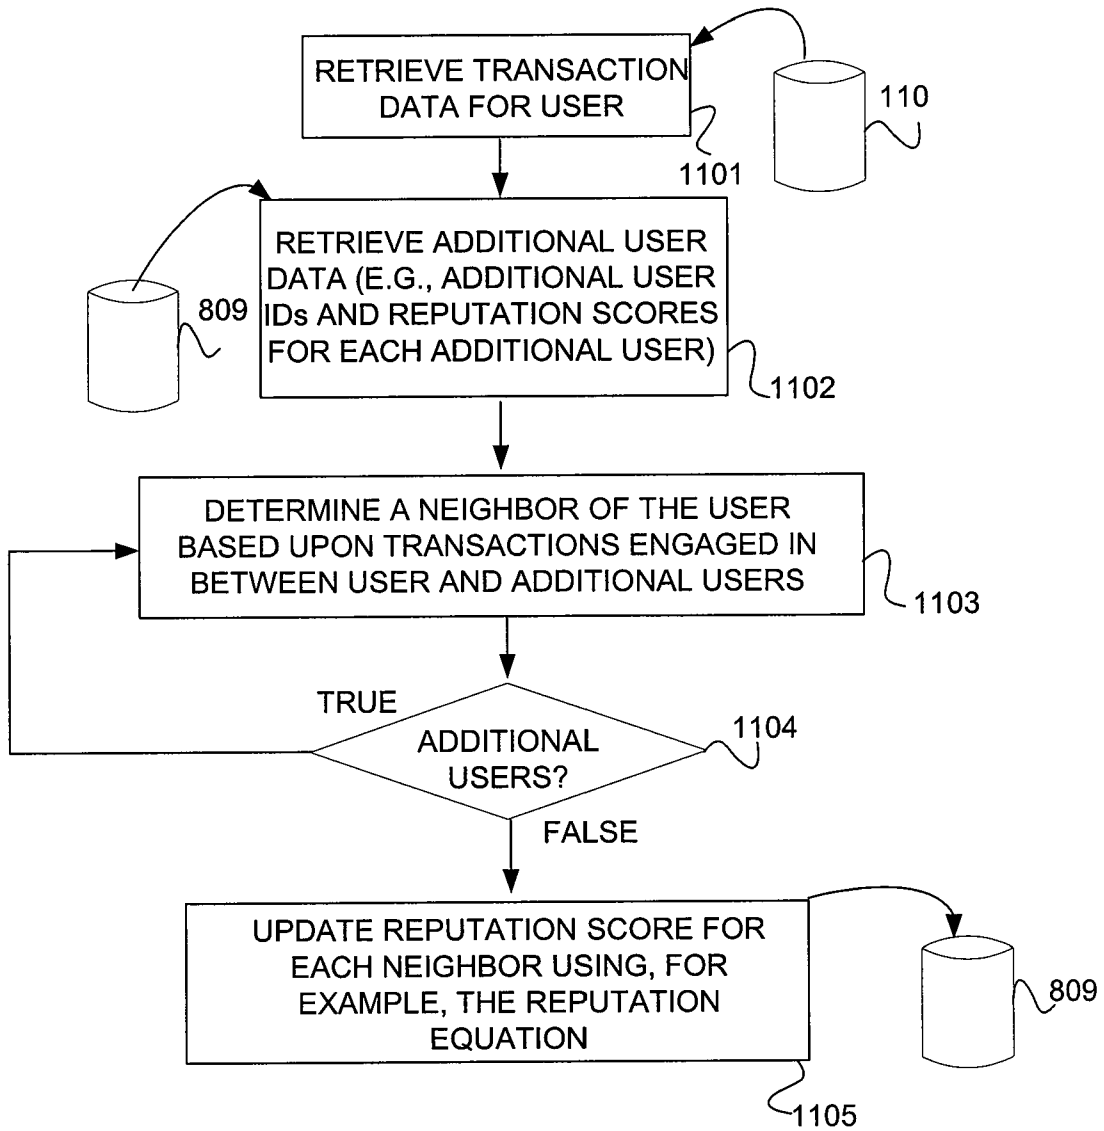 RETRIEVE TRANSACTION
DATA FOR USER
110
1101
RETRIEVE ADDITIONAL USER
DATA (E.G., ADDITIONAL USER
IDs AND REPUTATION SCORES
FOR EACH ADDITIONAL USER)
809
1102
DETERMINE A NEIGHBOR OF THE USER
BASED UPON TRANSACTIONS ENGAGED IN
BETWEEN USER AND ADDITIONAL USERS
1103
TRUE
ADDITIONAL
USERS?
1104
FALSE
UPDATE REPUTATION SCORE FOR
EACH NEIGHBOR USING, FOR
EXAMPLE, THE REPUTATION
EQUATION
809
1105